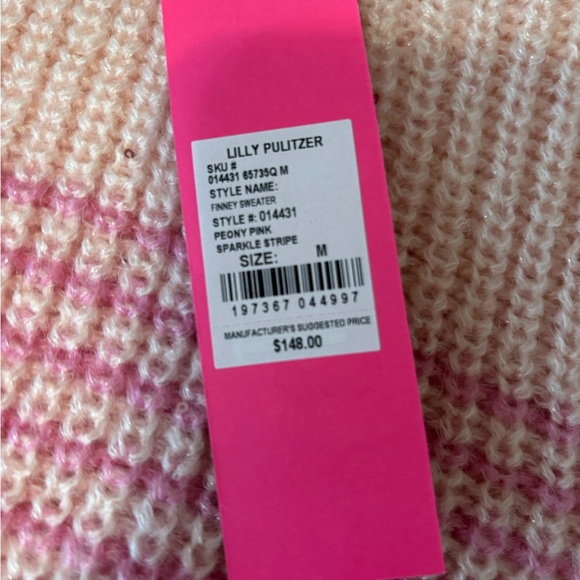 LILLY PULITZER
SKU #
014431 65735Q M
STYLE NAME:
FINNEY SWEATER
STYLE #: 014431
PEONY PINK
SPARKLE STRIPE
SIZE: M
197367 044997
MANUFACTURER'S SUGGESTED PRICE
$148.00